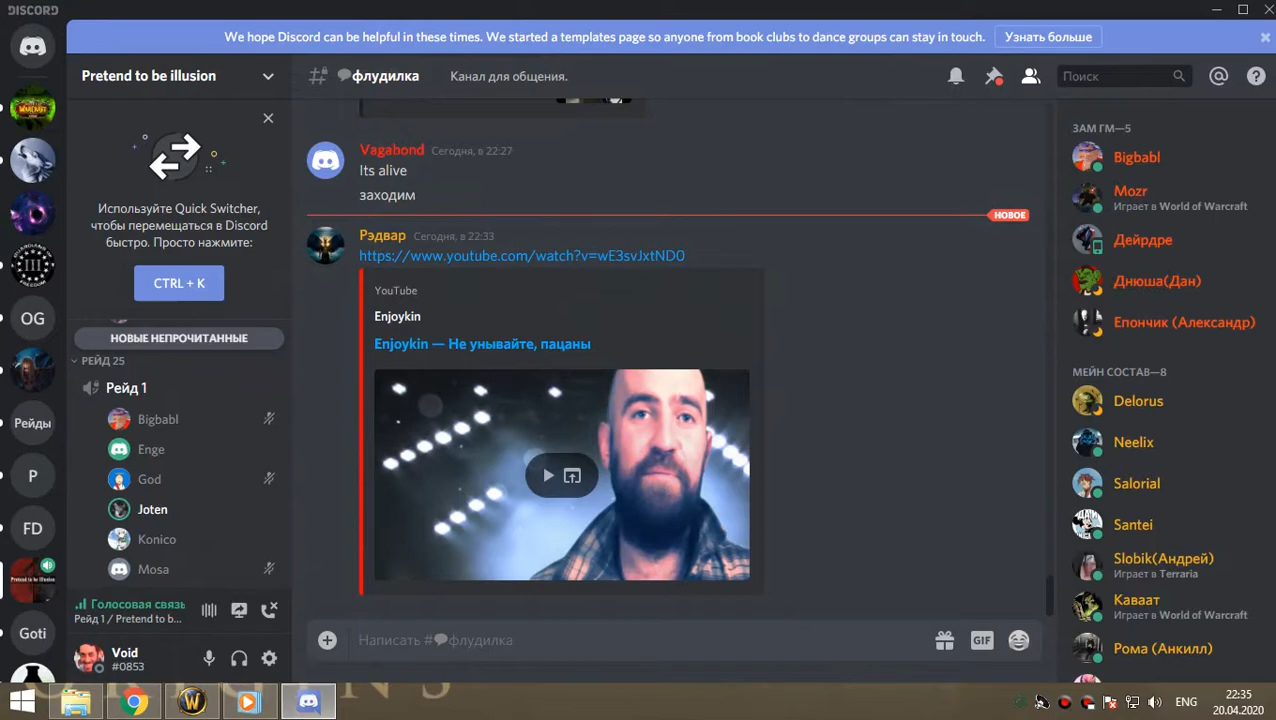 DISCORD
We hope Discord can be helpful in these times. We started a templates page so anyone from book clubs to dance groups can stay in touch.
Узнать больше
Pretend to be illusion
флудилка
Канал для общения.
Поиск
Используйте Quick Switcher,
чтобы перемещаться в Discord
быстро. Просто нажмите:
CTRL + K
НОВЫЕ НЕПРОЧИТАННЫЕ
РЕЙД 25
Рейд 1
Bigbabl
Enge
God
Joten
Konico
Mosa
Голосовая связь
Рейд 1 / Pretend to b...
Void
#0853
OG
Рейды
P
FD
Pretend to be illusion
Goti
Vagabond Сегодня, в 22:27
Its alive
заходим
НОВОЕ
Рэдвар Сегодня, в 22:33
https://www.youtube.com/watch?v=wE3svJxtND0
YouTube
Enjoykin
Enjoykin — Не унывайте, пацаны
Написать #флудилка
GIF
ЗАМ ГМ—5
Bigbabl
Mozr
Играет в World of Warcraft
Дейрдре
Днюша(Дан)
Епончик (Александр)
МЕЙН СОСТАВ—8
Delorus
Neelix
Salorial
Santei
Slobik(Андрей)
Играет в Terraria
Каваат
Играет в World of Warcraft
Рома (Анкилл)
ENG
22:35
20.04.2020